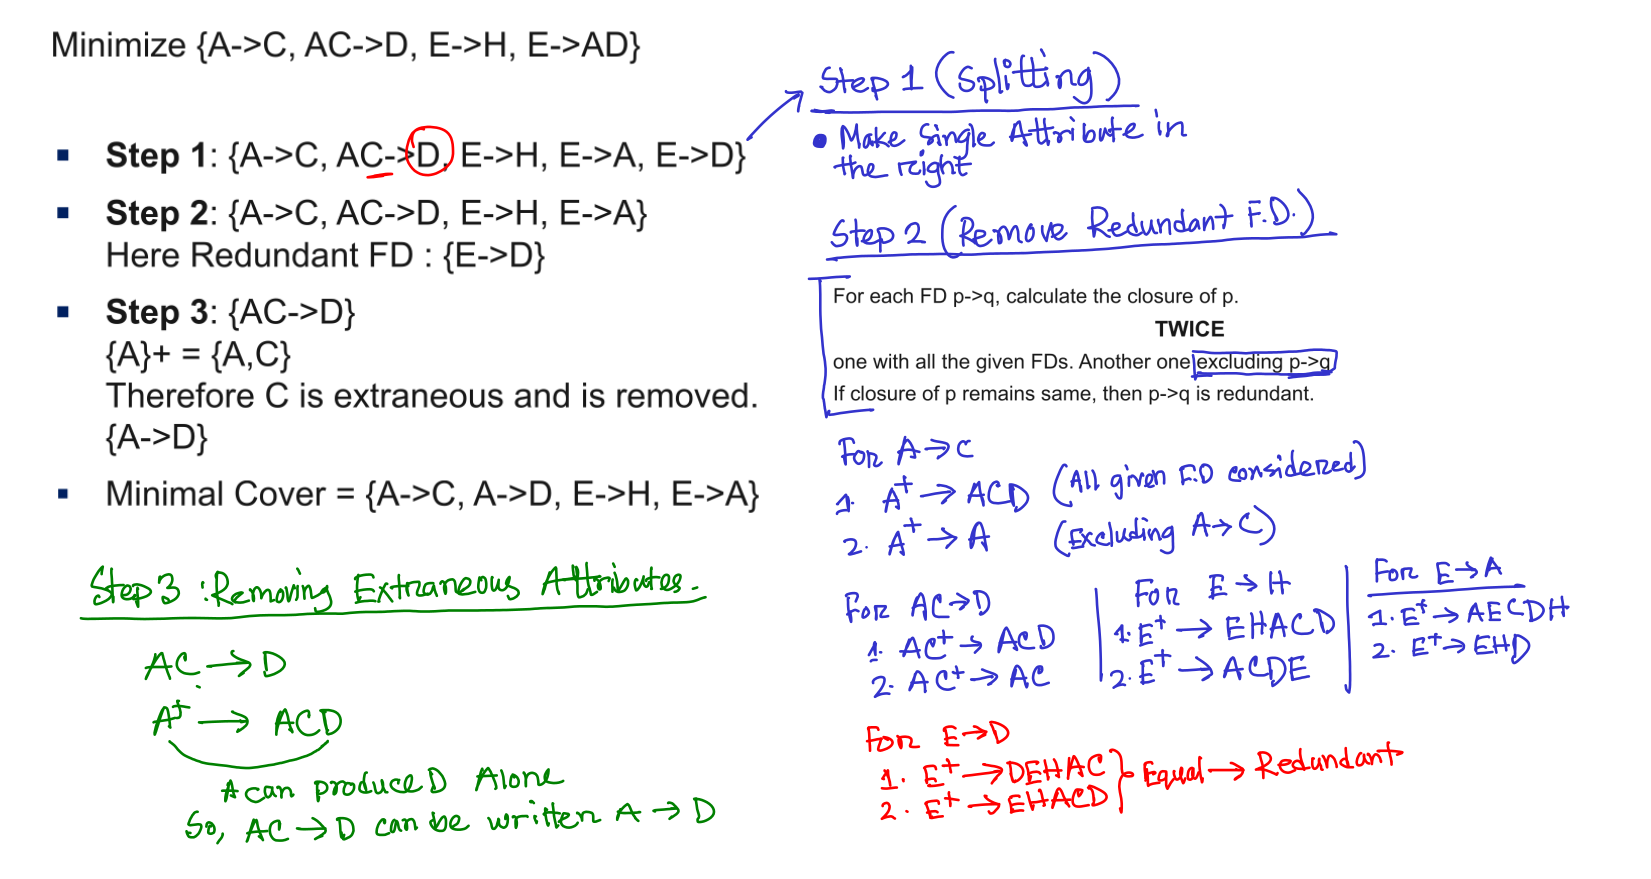 Minimize {A->C, AC->D, E->H, E->AD}
▪ Step 1: {A->C, AC->D, E->H, E->A, E->D}
▪ Step 2: {A->C, AC->D, E->H, E->A}
Here Redundant FD : {E->D}
▪ Step 3: {AC->D}
{A}+ = {A,C}
Therefore C is extraneous and is removed.
{A->D}
▪ Minimal Cover = {A->C, A->D, E->H, E->A}
Step 3 : Removing Extraneous Attributes.
AC → D
A⁺ → ACD
A can produce D Alone
So, AC → D can be written A → D
Step 1 (Splitting)
• Make Single Attribute in
the right
Step 2 (Remove Redundant F.D.)
For each FD p->q, calculate the closure of p.
TWICE
one with all the given FDs. Another one excluding p->q
If closure of p remains same, then p->q is redundant.
For A → C
1. A⁺ → ACD (All given F.D considered)
2. A⁺ → A (Excluding A → C)
For AC → D
1. AC⁺ → ACD
2. AC⁺ → AC
For E → H
1. E⁺ → EHACD
2. E⁺ → ACDE
For E → A
1. E⁺ → AECDH
2. E⁺ → EHD
For E → D
1. E⁺ → DEHAC
2. E⁺ → EHACD
Equal → Redundant